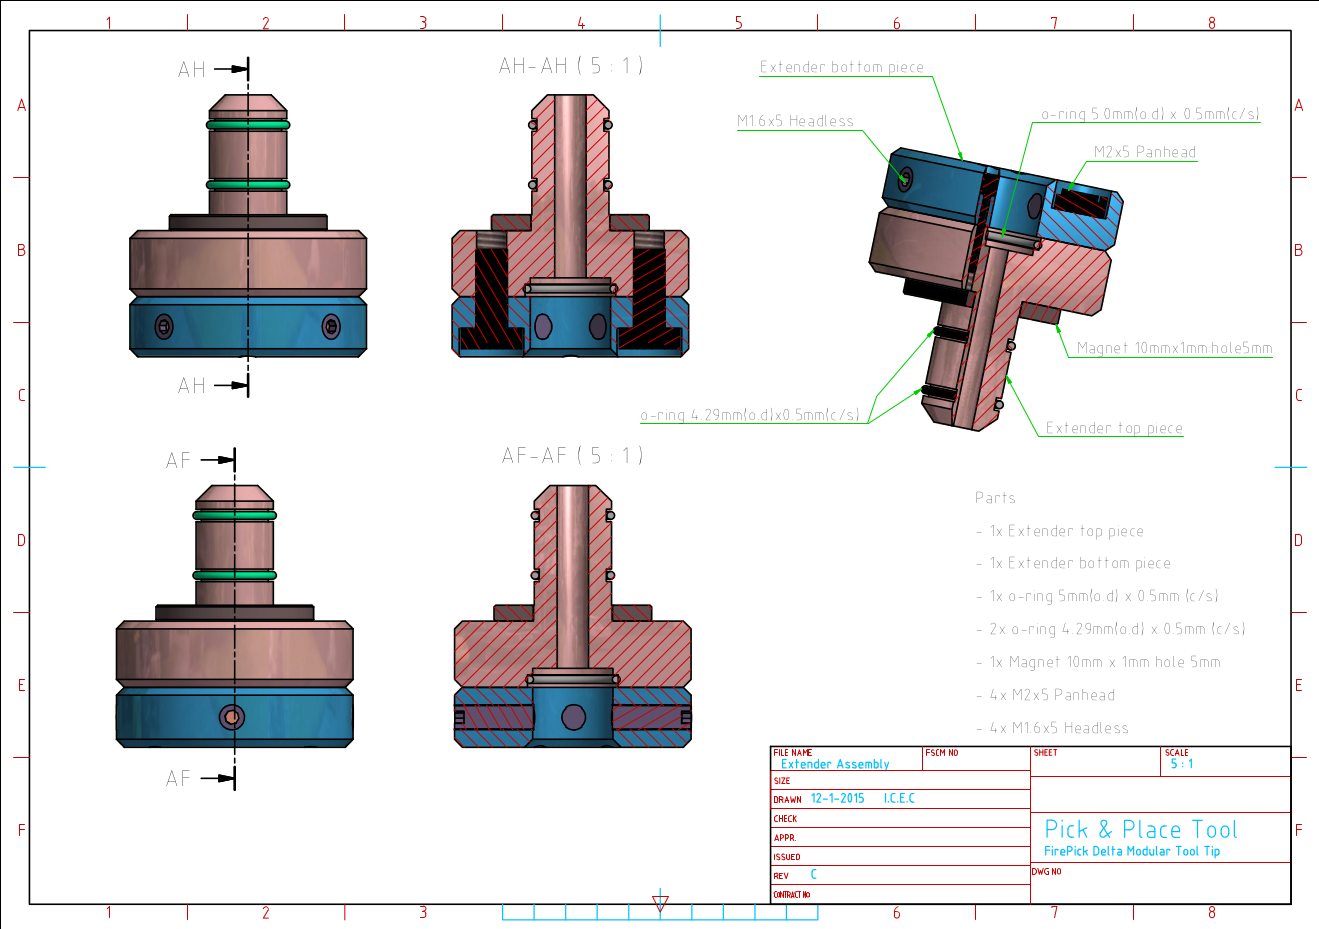 1 2 3 4 5 6 7 8
A A
B B
C C
D D
E E
F F
AH
AH
AH-AH ( 5 : 1 )
Extender bottom piece
M1.6x5 Headless
o-ring 5.0mm(o.d) x 0.5mm(c/s)
M2x5 Panhead
Magnet 10mmx1mm:hole5mm
o-ring 4.29mm(o.d)x0.5mm(c/s)
Extender top piece
AF
AF
AF-AF ( 5 : 1 )
Parts
- 1x Extender top piece
- 1x Extender bottom piece
- 1x o-ring 5mm(o.d) x 0.5mm (c/s)
- 2x o-ring 4.29mm(o.d) x 0.5mm (c/s)
- 1x Magnet 10mm x 1mm hole 5mm
- 4x M2x5 Panhead
- 4x M1.6x5 Headless
FILE NAME
Extender Assembly
FSCM NO
SHEET
SCALE
5 : 1
SIZE
DRAWN 12-1-2015 I.C.E.C
CHECK
APPR.
ISSUED
REV C
CONTRACT NO
Pick & Place Tool
FirePick Delta Modular Tool Tip
DWG NO
1 2 3 6 7 8